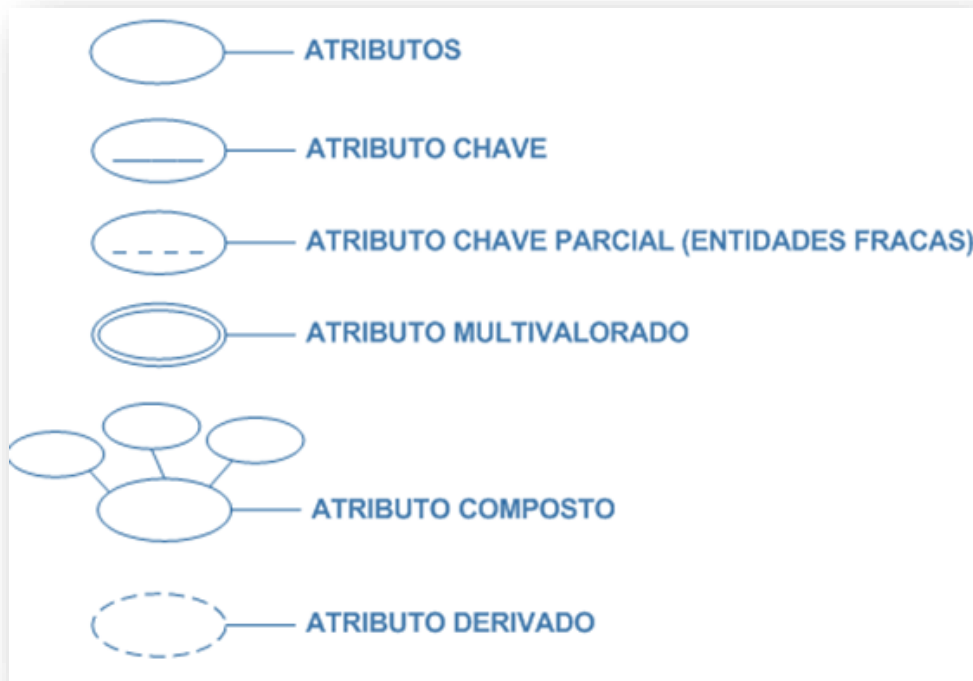 ATRIBUTOS
ATRIBUTO CHAVE
ATRIBUTO CHAVE PARCIAL (ENTIDADES FRACAS)
ATRIBUTO MULTIVALORADO
ATRIBUTO COMPOSTO
ATRIBUTO DERIVADO